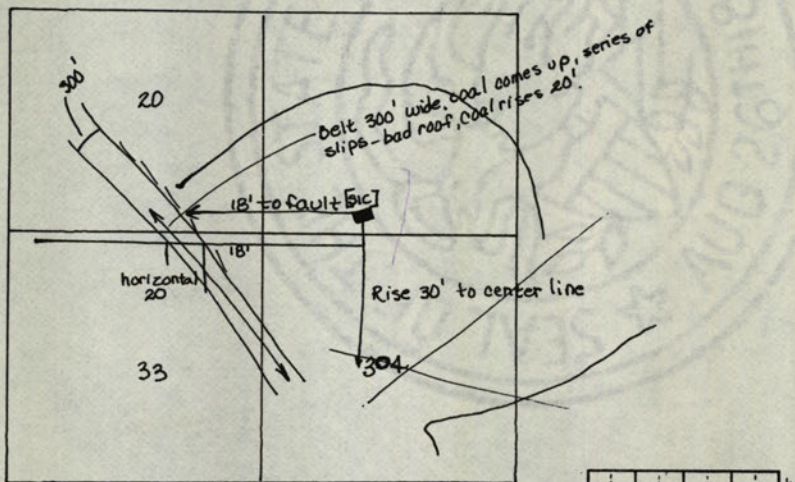 300'
20
Belt 300' wide, coal comes up, series of
slips-bad roof, coal rises 20'.
18' to fault [SIC]
18'
horizontal
20
Rise 30' to center line
33
304